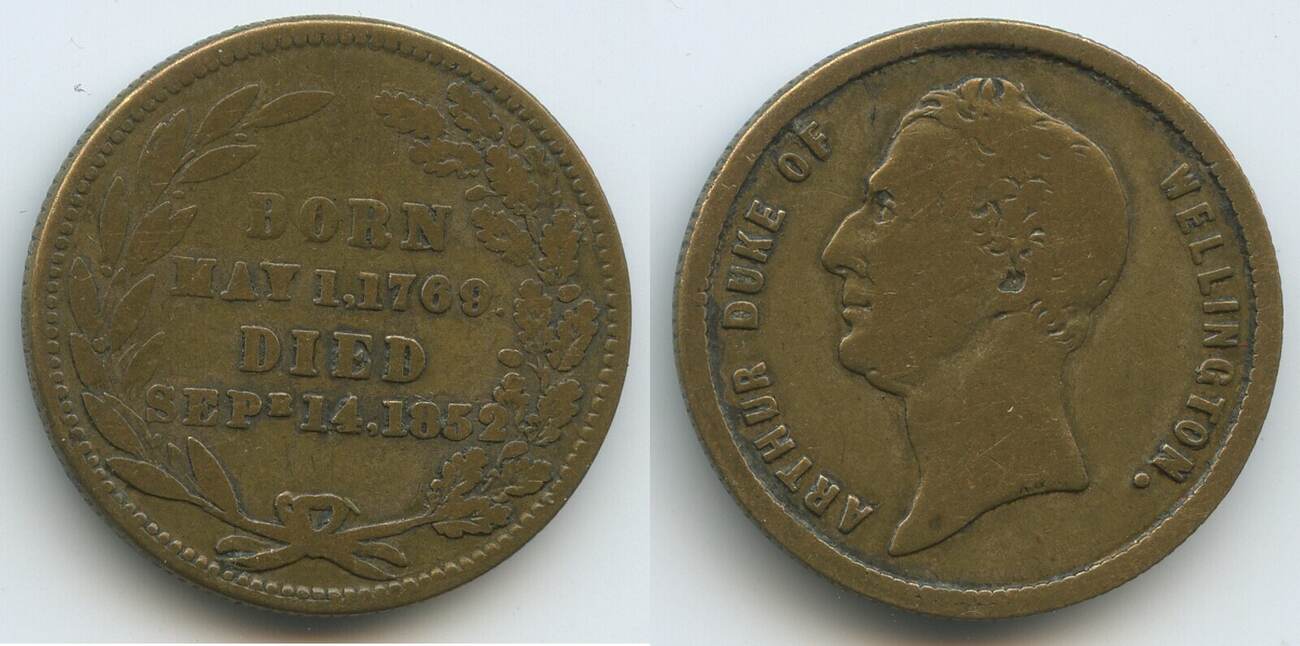 BORN
MAY 1, 1769.
DIED
SEPR 14, 1852
ARTHUR DUKE OF WELLINGTON.